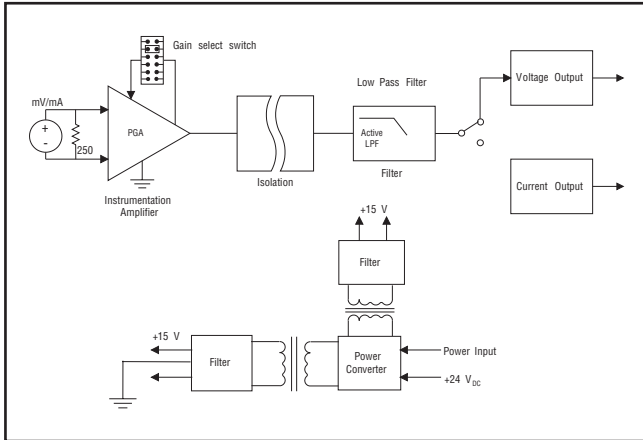 Gain select switch
mV/mA
+
-
250
PGA
Instrumentation
Amplifier
Isolation
Low Pass Filter
Active
LPF
Filter
Voltage Output
Current Output
+15 V
Filter
+15 V
Filter
Power
Converter
Power Input
+24 VDC